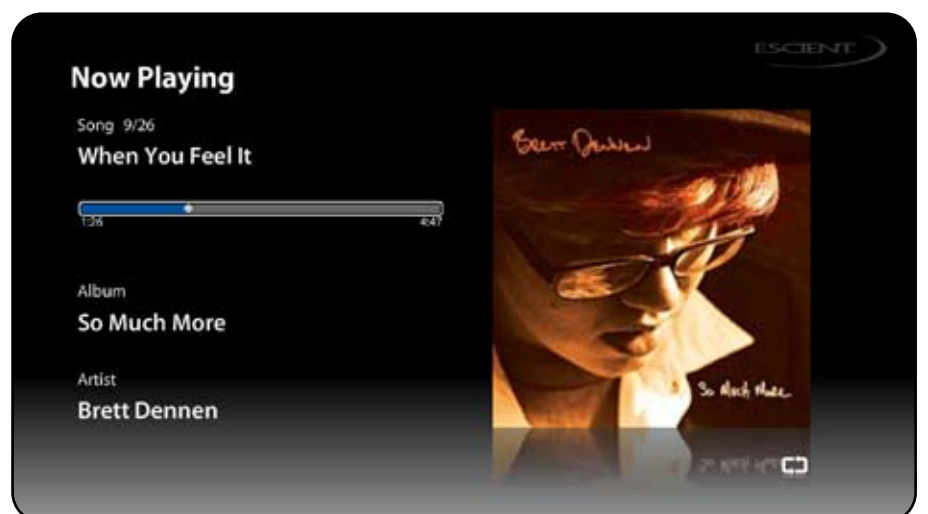 ESCIENT
Now Playing
Song 9/26
When You Feel It
1:26 4:47
Album
So Much More
Artist
Brett Dennen
BRETT DENNEN
So Much More